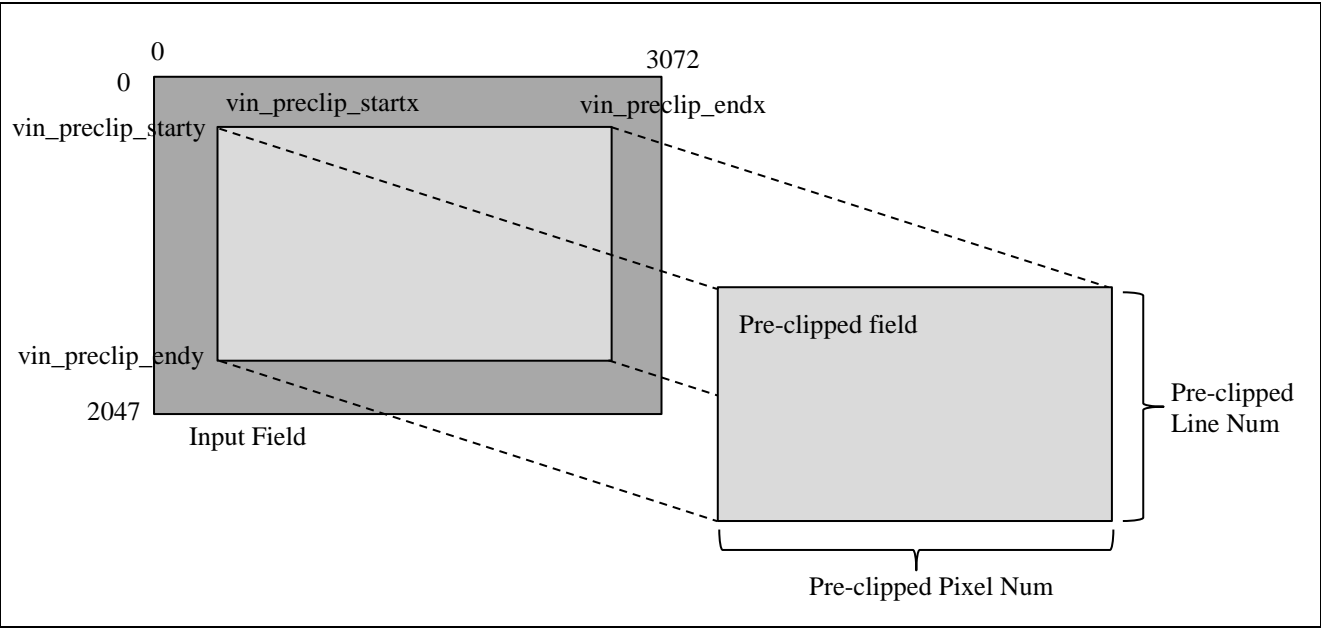 0
3072
0
vin_preclip_startx
vin_preclip_endx
vin_preclip_starty
Pre-clipped field
vin_preclip_endy
2047
Input Field
Pre-clipped
Line Num
Pre-clipped Pixel Num